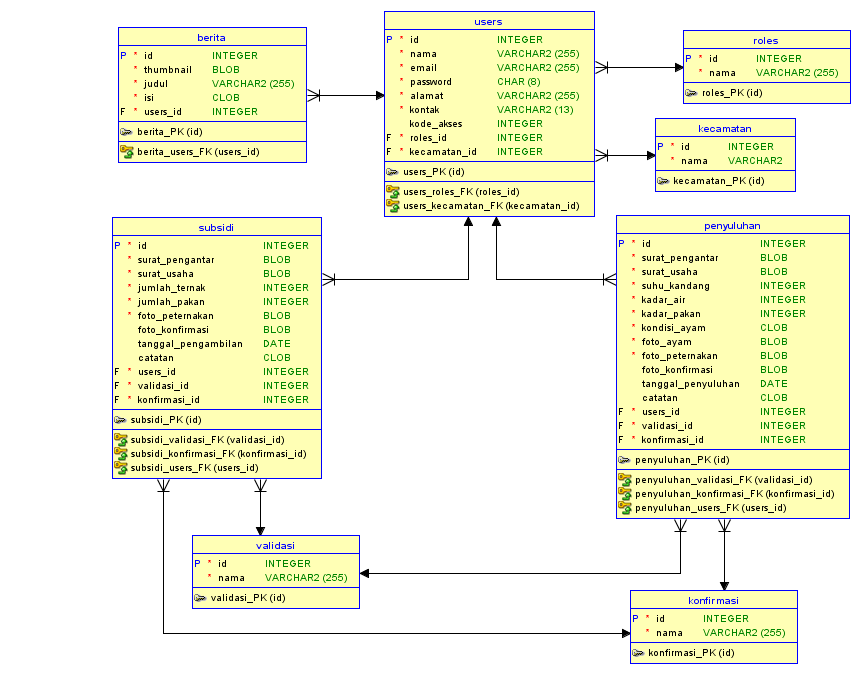 berita
P * id INTEGER
* thumbnail BLOB
* judul VARCHAR2 (255)
* isi CLOB
F * users_id INTEGER
berita_PK (id)
berita_users_FK (users_id)
users
P * id INTEGER
* nama VARCHAR2 (255)
* email VARCHAR2 (255)
* password CHAR (8)
* alamat VARCHAR2 (255)
* kontak VARCHAR2 (13)
kode_akses INTEGER
F * roles_id INTEGER
F * kecamatan_id INTEGER
users_PK (id)
users_roles_FK (roles_id)
users_kecamatan_FK (kecamatan_id)
roles
P * id INTEGER
* nama VARCHAR2 (255)
roles_PK (id)
kecamatan
P * id INTEGER
* nama VARCHAR2
kecamatan_PK (id)
subsidi
P * id INTEGER
* surat_pengantar BLOB
* surat_usaha BLOB
* jumlah_ternak INTEGER
* jumlah_pakan INTEGER
* foto_peternakan BLOB
foto_konfirmasi BLOB
tanggal_pengambilan DATE
catatan CLOB
F * users_id INTEGER
F * validasi_id INTEGER
F * konfirmasi_id INTEGER
subsidi_PK (id)
subsidi_validasi_FK (validasi_id)
subsidi_konfirmasi_FK (konfirmasi_id)
subsidi_users_FK (users_id)
penyuluhan
P * id INTEGER
* surat_pengantar BLOB
* surat_usaha BLOB
* suhu_kandang INTEGER
* kadar_air INTEGER
* kadar_pakan INTEGER
* kondisi_ayam CLOB
* foto_ayam BLOB
* foto_peternakan BLOB
foto_konfirmasi BLOB
tanggal_penyuluhan DATE
catatan CLOB
F * users_id INTEGER
F * validasi_id INTEGER
F * konfirmasi_id INTEGER
penyuluhan_PK (id)
penyuluhan_validasi_FK (validasi_id)
penyuluhan_konfirmasi_FK (konfirmasi_id)
penyuluhan_users_FK (users_id)
validasi
P * id INTEGER
* nama VARCHAR2 (255)
validasi_PK (id)
konfirmasi
P * id INTEGER
* nama VARCHAR2 (255)
konfirmasi_PK (id)